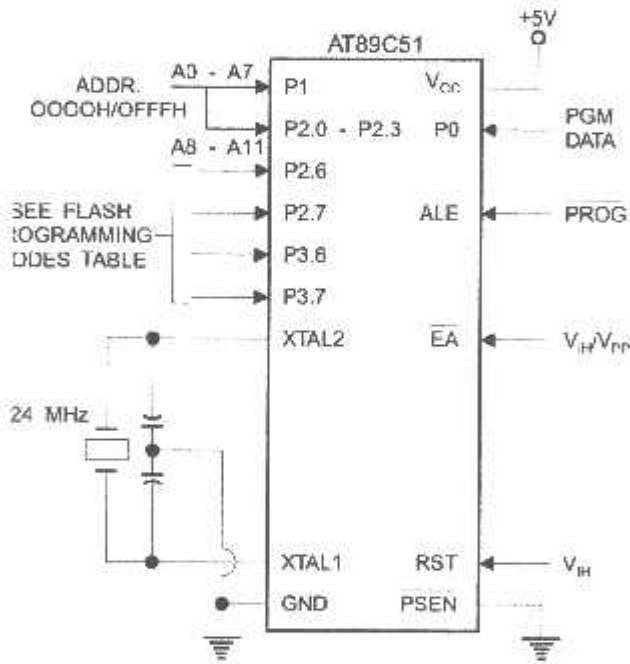 +5V
AT89C51
ADDR.
OOOOH/OFFFH
A0 - A7
P1
VCC
P2.0 - P2.3
P0
PGM
DATA
A8 - A11
P2.6
SEE FLASH
ROGRAMMING
ODES TABLE
P2.7
ALE
PROG
P3.6
P3.7
XTAL2
EA
VIH/VPP
24 MHz
XTAL1
RST
VIH
GND
PSEN